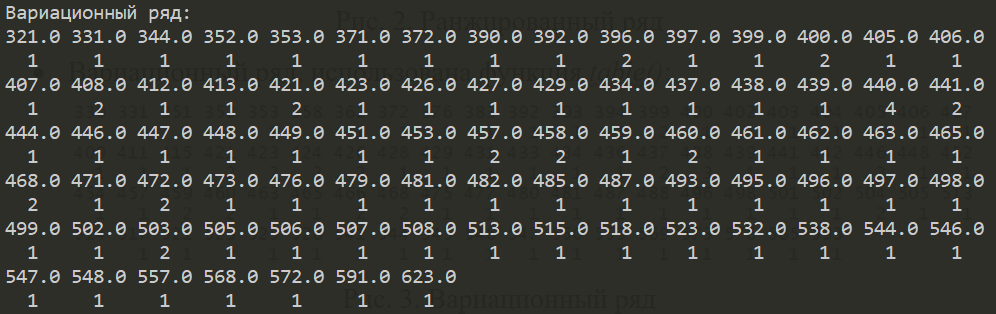 Вариационный ряд:
321.0 331.0 344.0 352.0 353.0 371.0 372.0 390.0 392.0 396.0 397.0 399.0 400.0 405.0 406.0
1 1 1 1 1 1 1 1 1 2 1 1 2 1 1
407.0 408.0 412.0 413.0 421.0 423.0 426.0 427.0 429.0 434.0 437.0 438.0 439.0 440.0 441.0
1 2 1 1 2 1 1 1 1 1 1 1 1 4 2
444.0 446.0 447.0 448.0 449.0 451.0 453.0 457.0 458.0 459.0 460.0 461.0 462.0 463.0 465.0
1 1 1 1 1 1 1 2 2 1 2 1 1 1 1
468.0 471.0 472.0 473.0 476.0 479.0 481.0 482.0 485.0 487.0 493.0 495.0 496.0 497.0 498.0
2 1 2 1 1 1 1 1 1 1 1 1 1 1 1
499.0 502.0 503.0 505.0 506.0 507.0 508.0 513.0 515.0 518.0 523.0 532.0 538.0 544.0 546.0
1 1 2 1 1 1 1 1 1 1 1 1 1 1 1
547.0 548.0 557.0 568.0 572.0 591.0 623.0
1 1 1 1 1 1 1
Рис. 2. Ранжированный ряд
Рис. 3. Вариационный ряд